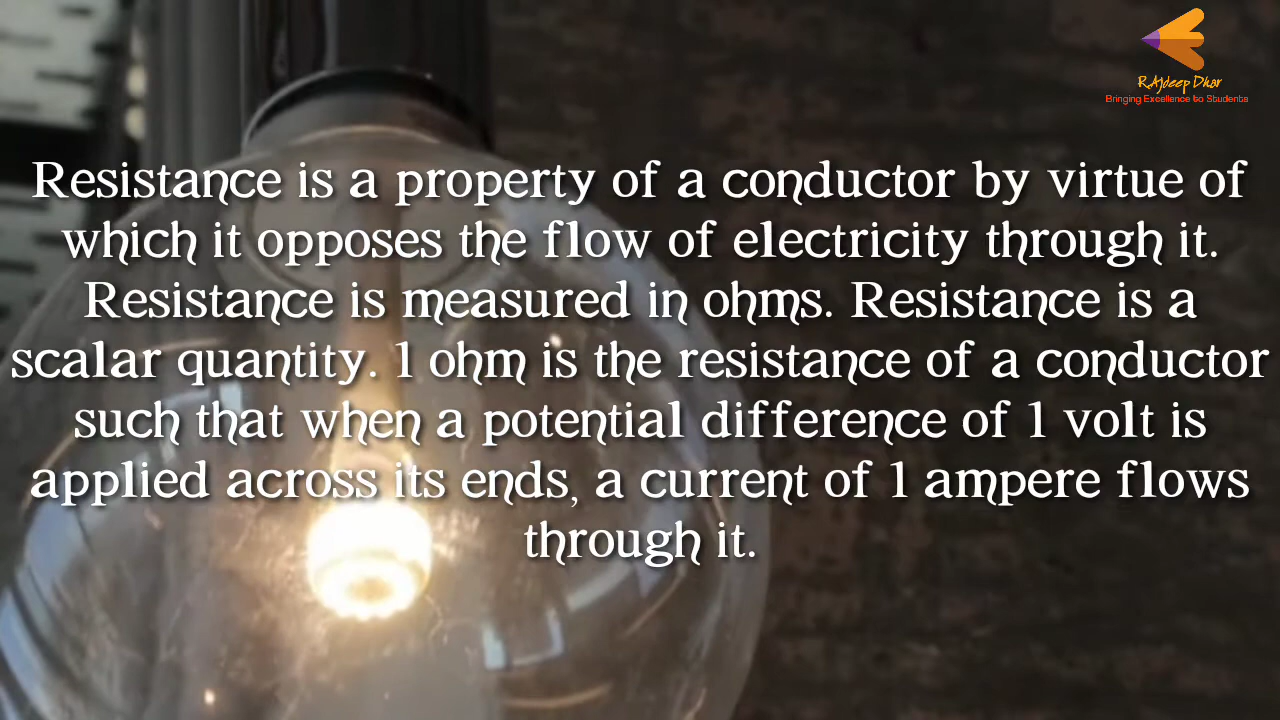 RAJdeep Dhar
Bringing Excellence to Students
Resistance is a property of a conductor by virtue of
which it opposes the flow of electricity through it.
Resistance is measured in ohms. Resistance is a
scalar quantity. 1 ohm is the resistance of a conductor
such that when a potential difference of 1 volt is
applied across its ends, a current of 1 ampere flows
through it.